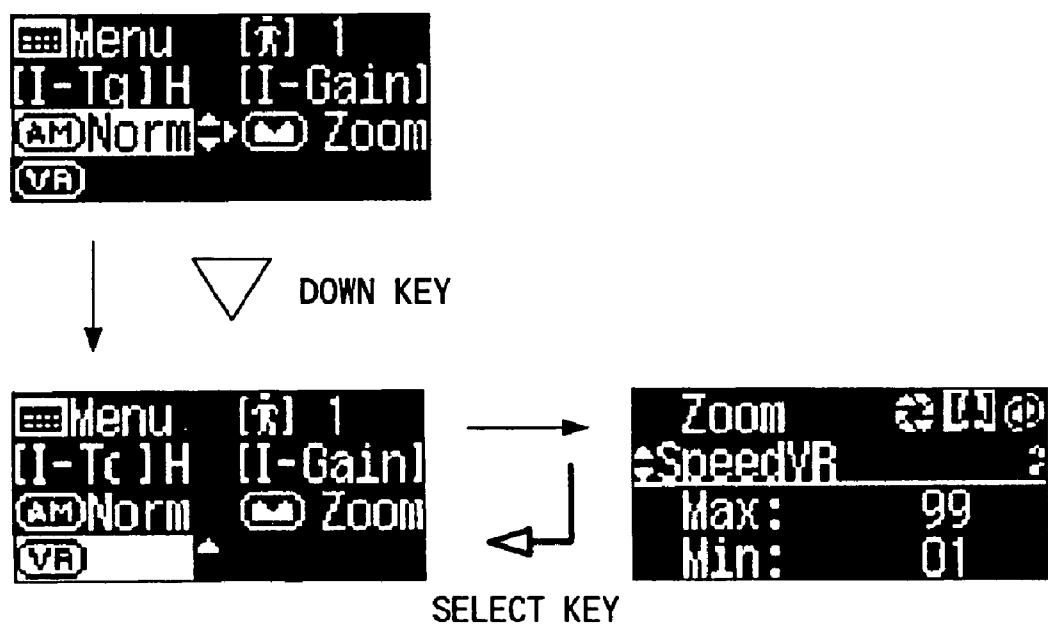 Menu [ ] 1
[I-Tg]H [I-Gain]
AM Norm Zoom
VR
DOWN KEY
Menu [ ] 1
[I-Tc]H [I-Gain]
AM Norm Zoom
VR
Zoom
SpeedVR
Max: 99
Min: 01
SELECT KEY